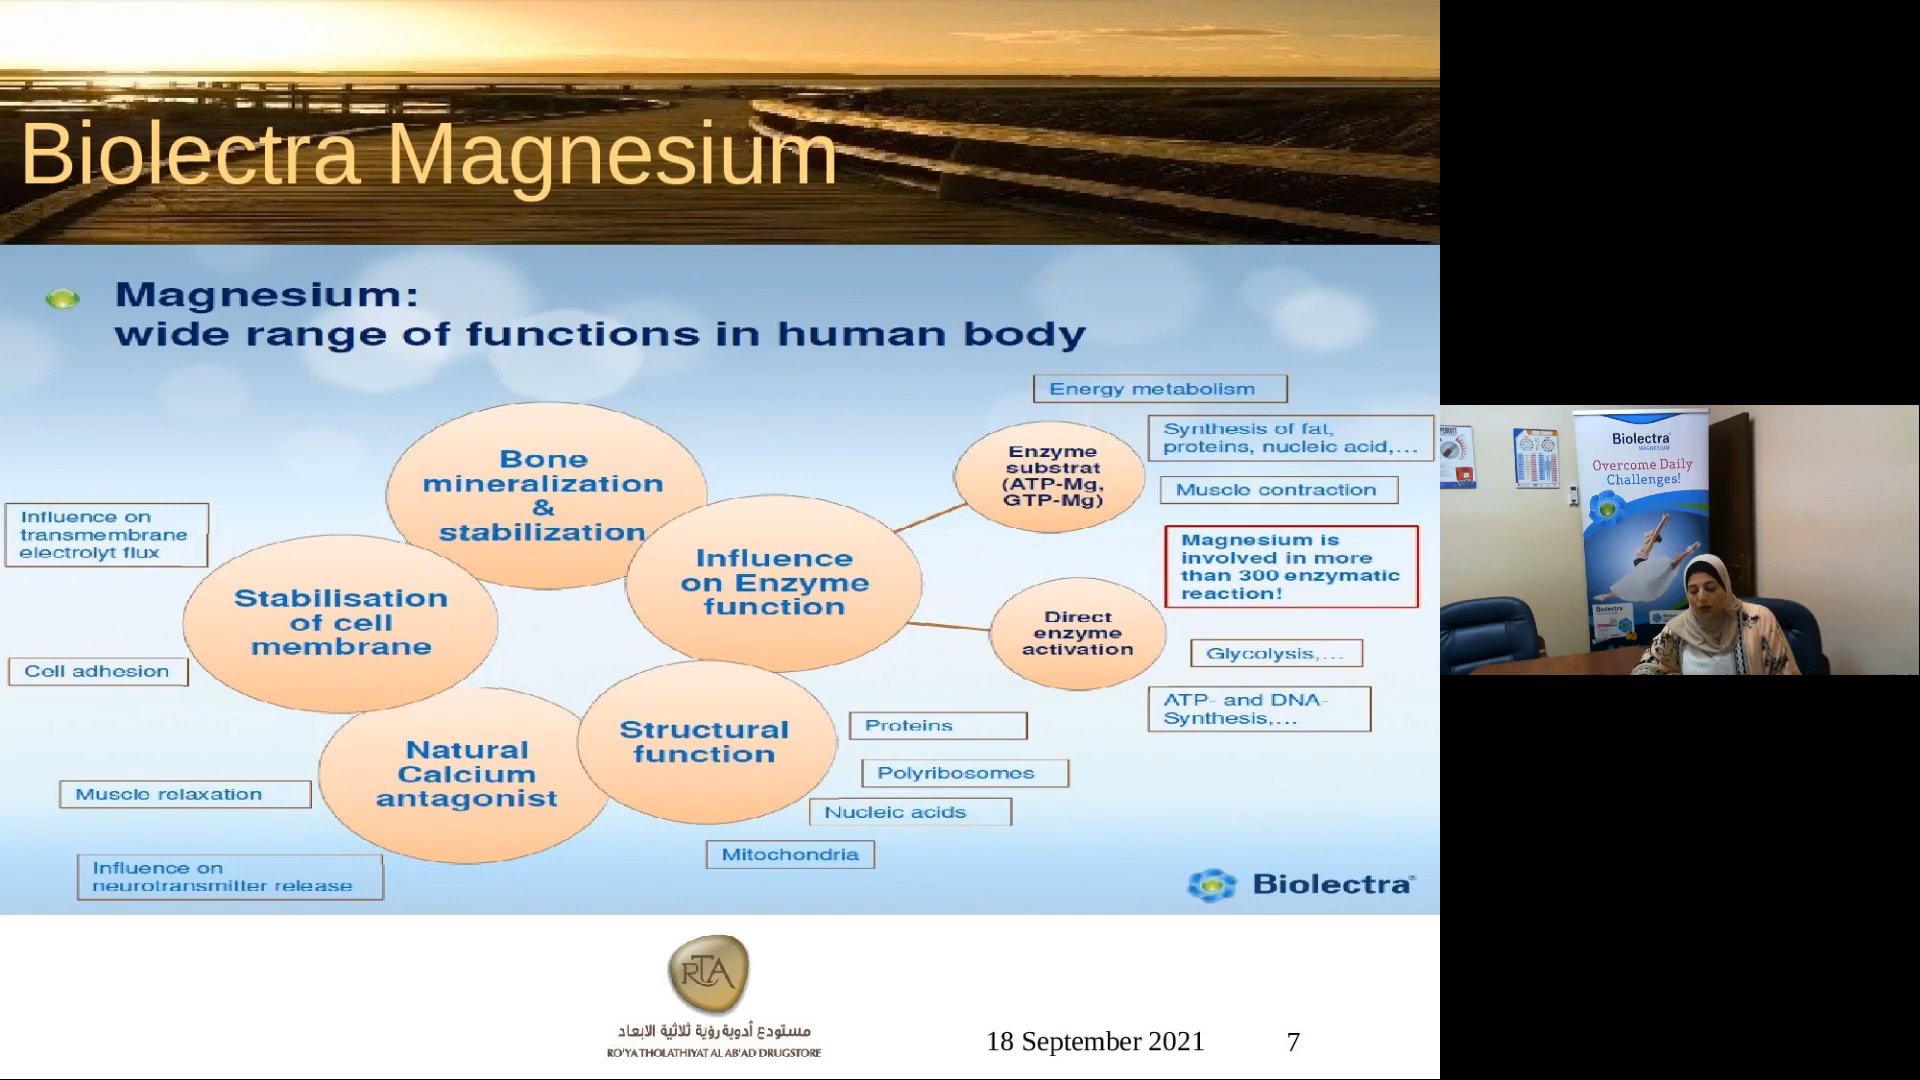 Biolectra Magnesium
Magnesium:
wide range of functions in human body
Energy metabolism
Synthesis of fat,
proteins, nucleic acid,...
Muscle contraction
Enzyme
substrat
(ATP-Mg,
GTP-Mg)
Bone
mineralization
&
stabilization
Influence on
transmembrane
electrolyt flux
Influence
on Enzyme
function
Magnesium is
involved in more
than 300 enzymatic
reaction!
Stabilisation
of cell
membrane
Direct
enzyme
activation
Glycolysis,...
Cell adhesion
ATP- and DNA-
Synthesis,...
Structural
function
Proteins
Natural
Calcium
antagonist
Polyribosomes
Muscle relaxation
Nucleic acids
Mitochondria
Influence on
neurotransmitter release
Biolectra®
RTA
مستودع أدوية رؤية ثلاثية الابعاد
RO'YA THOLATHIYAT AL AB'AD DRUGSTORE
18 September 2021
7
Biolectra
MAGNESIUM
Overcome Daily
Challenges!
Biolectra